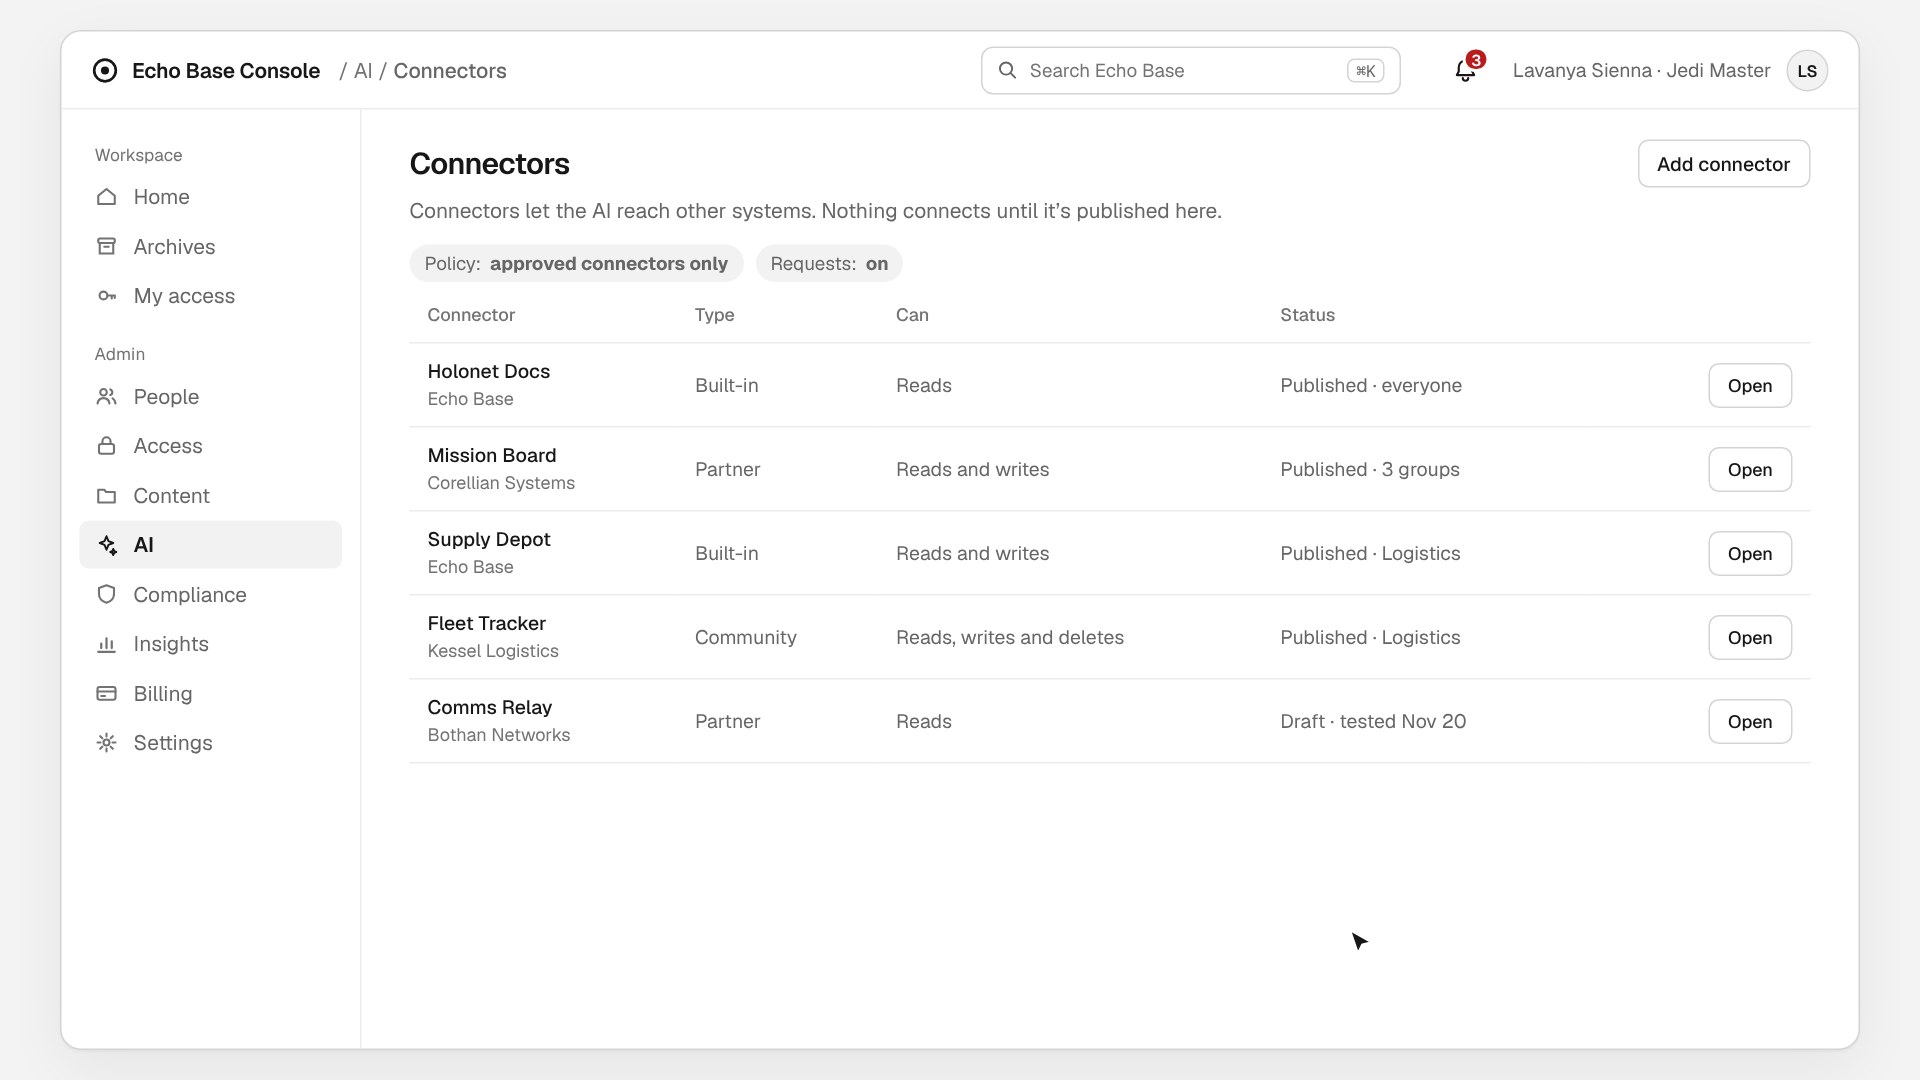 Echo Base Console / AI / Connectors
Search Echo Base ⌘K
3
Lavanya Sienna · Jedi Master LS
Workspace
Home
Archives
My access
Admin
People
Access
Content
AI
Compliance
Insights
Billing
Settings
Connectors
Add connector
Connectors let the AI reach other systems. Nothing connects until it’s published here.
Policy: approved connectors only Requests: on
Connector Type Can Status
Holonet Docs
Echo Base
Built-in Reads Published · everyone Open
Mission Board
Corellian Systems
Partner Reads and writes Published · 3 groups Open
Supply Depot
Echo Base
Built-in Reads and writes Published · Logistics Open
Fleet Tracker
Kessel Logistics
Community Reads, writes and deletes Published · Logistics Open
Comms Relay
Bothan Networks
Partner Reads Draft · tested Nov 20 Open